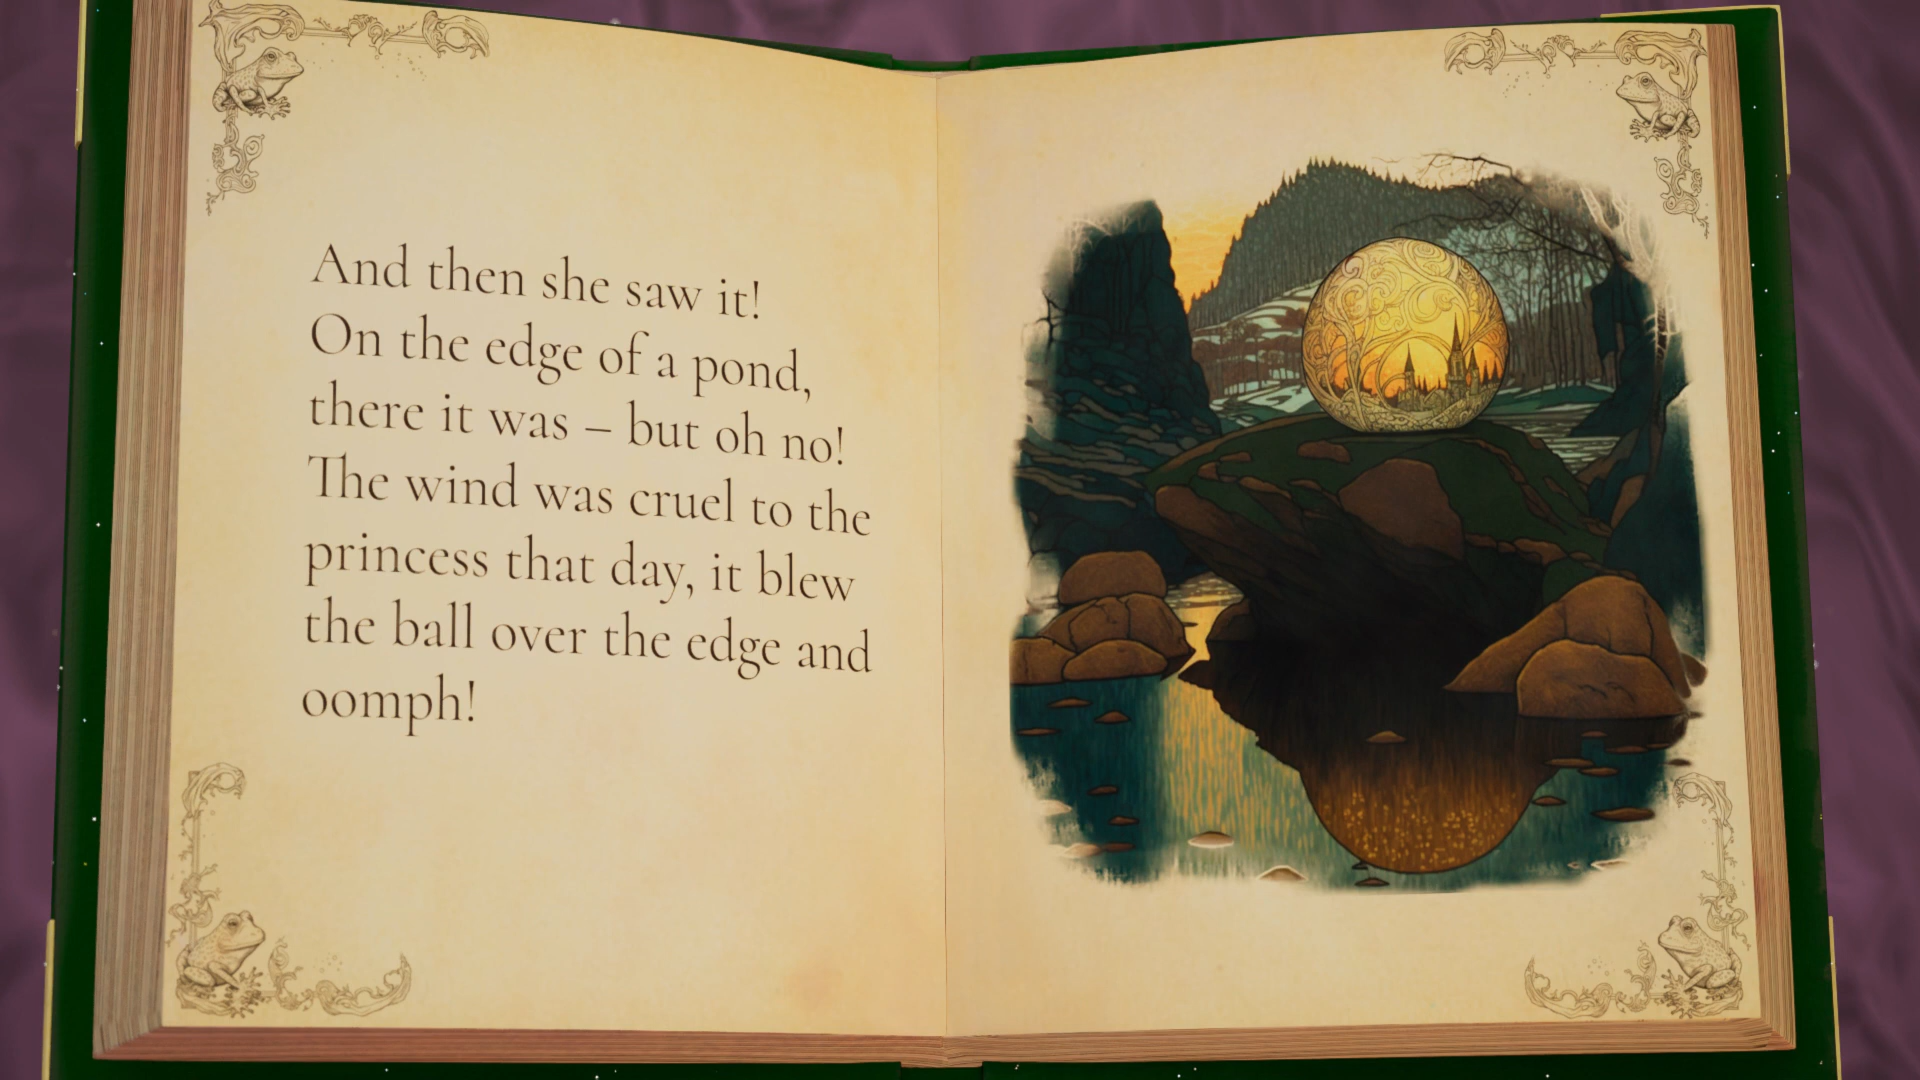 And then she saw it!
On the edge of a pond,
there it was – but oh no!
The wind was cruel to the
princess that day, it blew
the ball over the edge and
oomph!